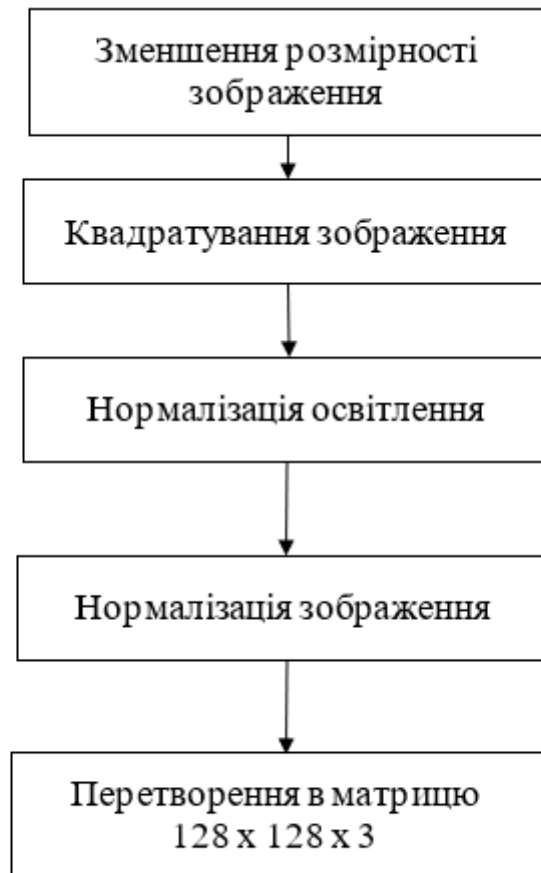 Зменшення розмірності
зображення
Квадратування зображення
Нормалізація освітлення
Нормалізація зображення
Перетворення в матрицю
128 x 128 x 3